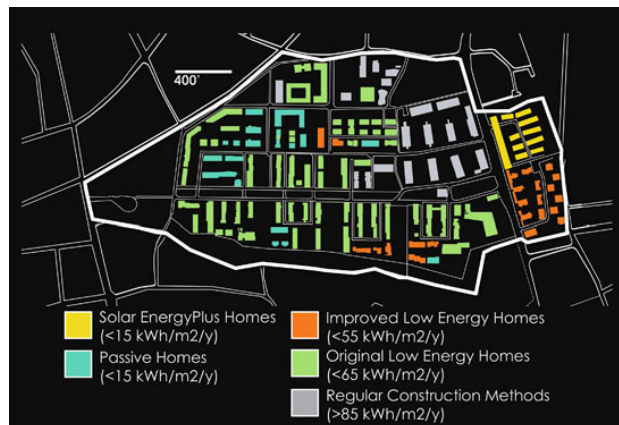 400'
Solar EnergyPlus Homes
(<15 kWh/m2/y)
Passive Homes
(<15 kWh/m2/y)
Improved Low Energy Homes
(<55 kWh/m2/y)
Original Low Energy Homes
(<65 kWh/m2/y)
Regular Construction Methods
(>85 kWh/m2/y)